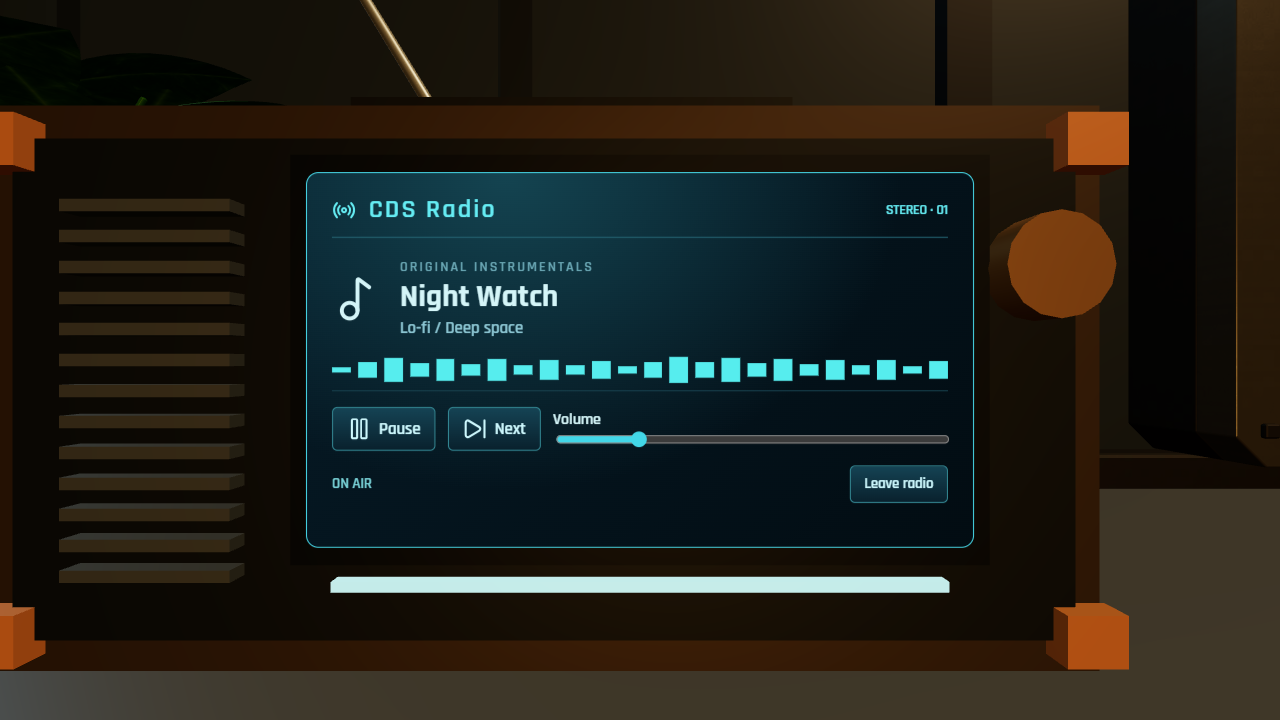 CDS Radio
STEREO · 01
ORIGINAL INSTRUMENTALS
Night Watch
Lo-fi / Deep space
Pause
Next
Volume
ON AIR
Leave radio